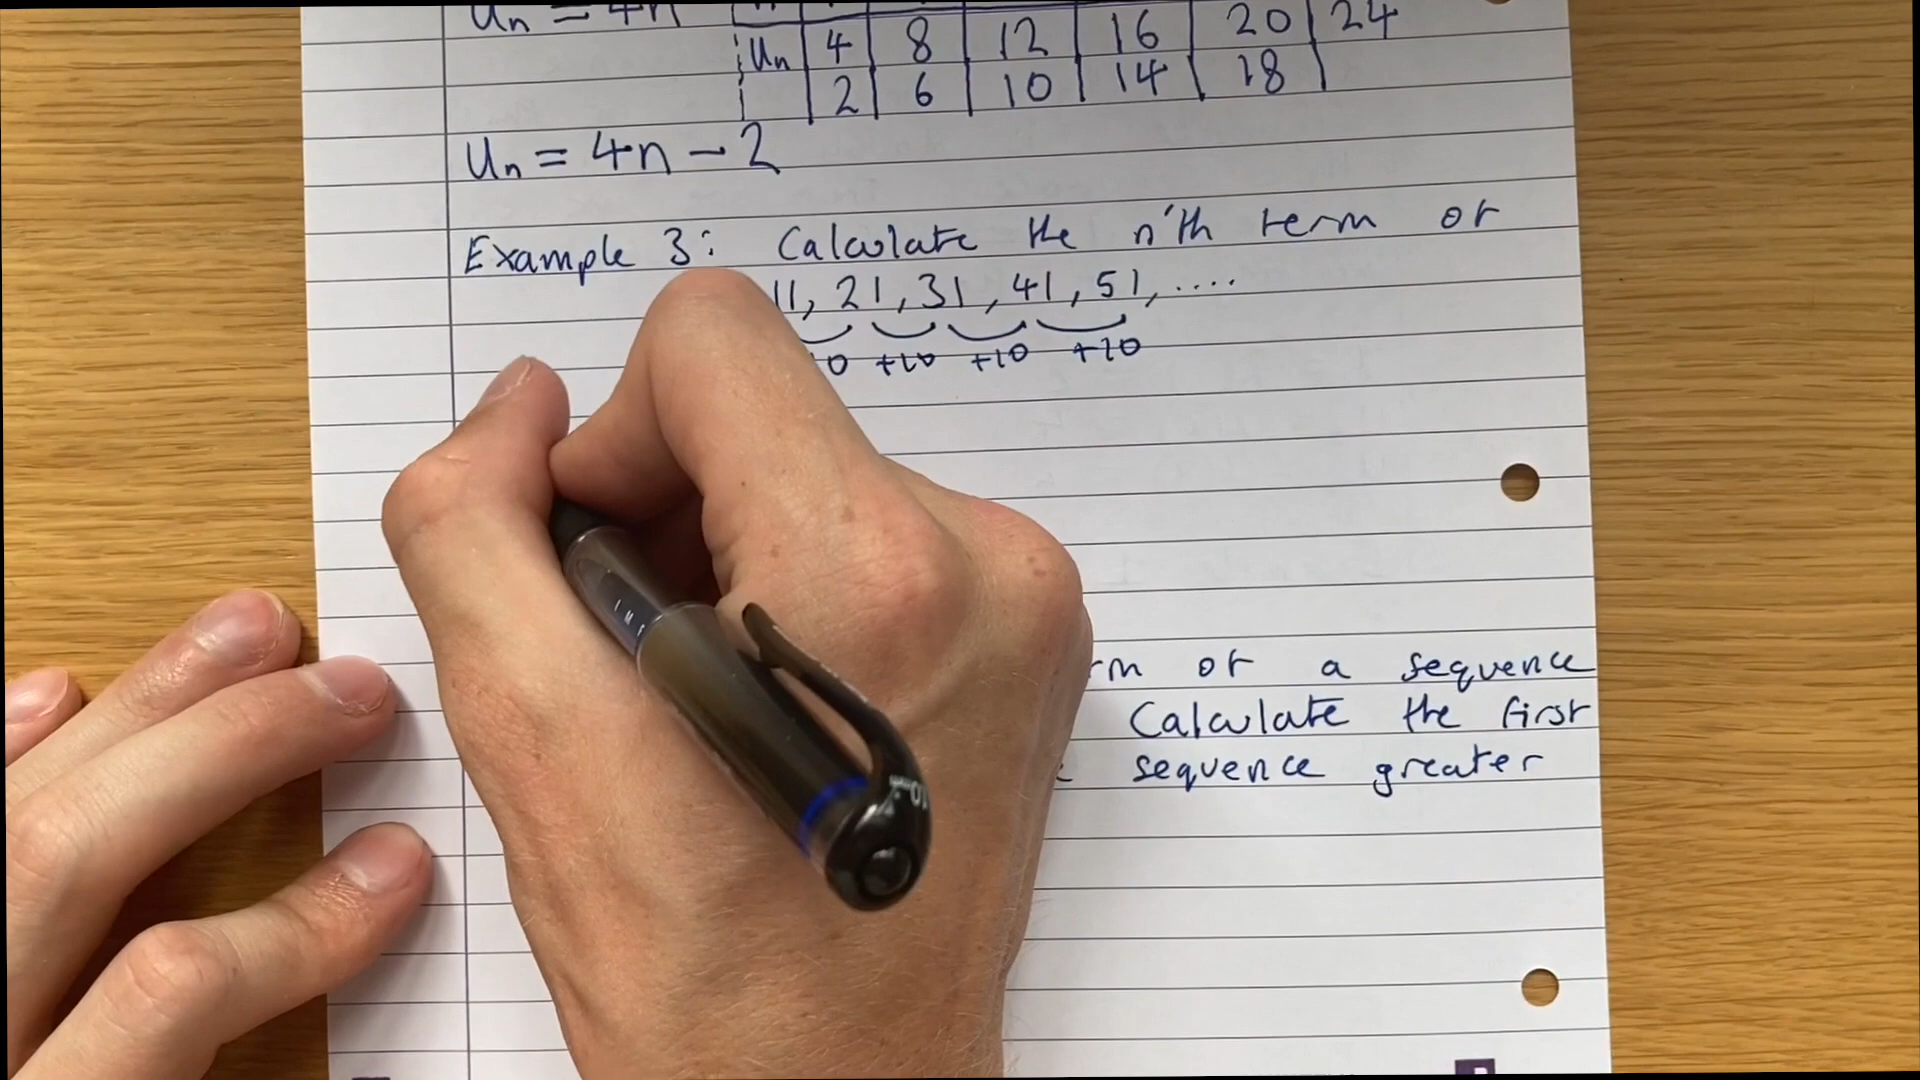 Un = 4n
Un 4 8 12 16 20 24
2 6 10 14 18
Un = 4n - 2
Example 3: Calculate the n'th term of
11, 21, 31, 41, 51, ....
+10 +10 +10
of a sequence
Calculate the first
sequence greater